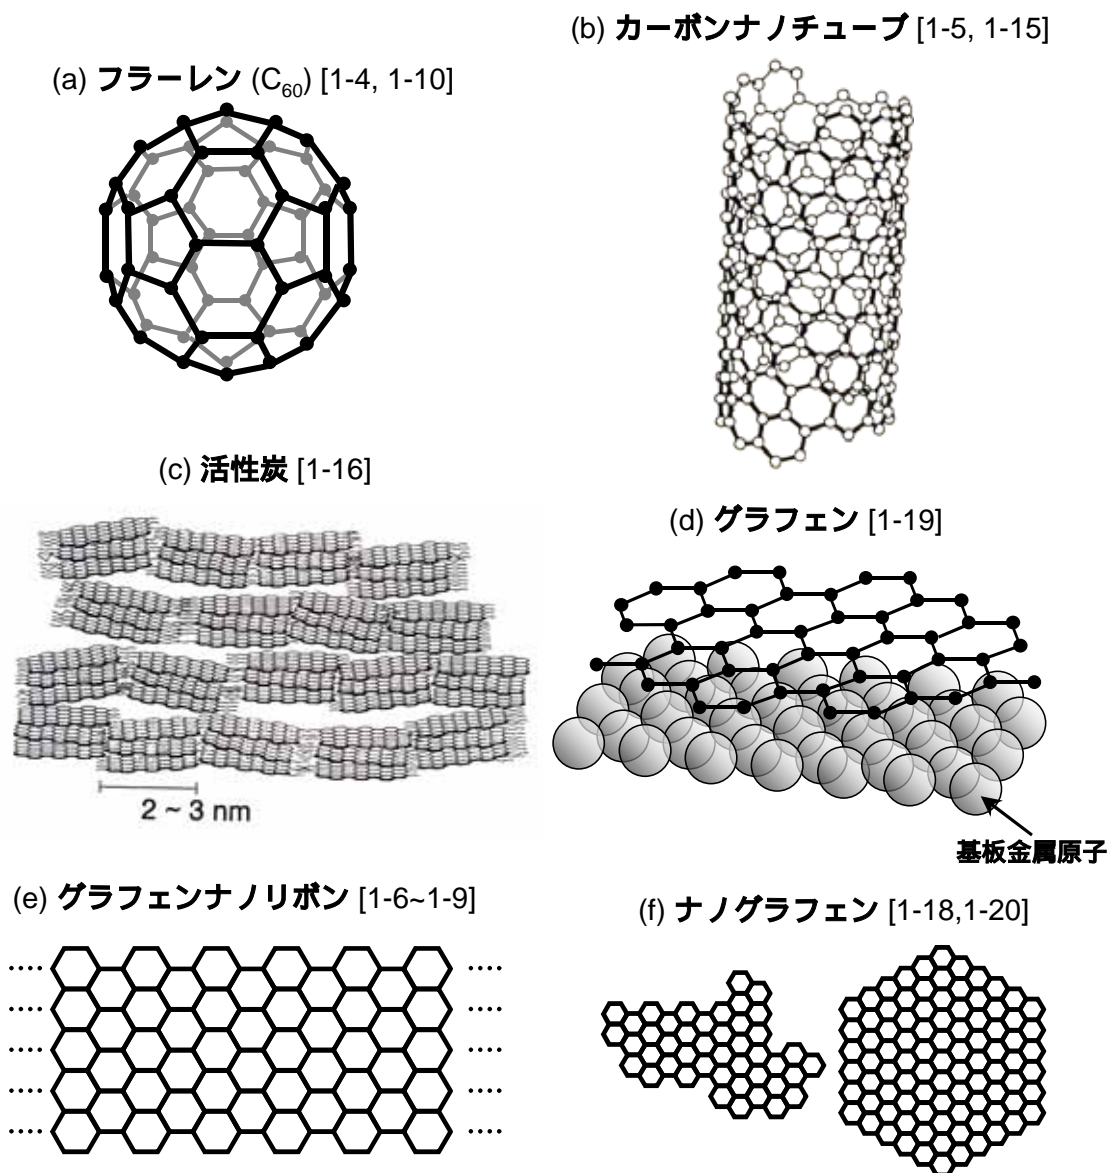 (a) フラーレン (C60) [1-4, 1-10]
(b) カーボンナノチューブ [1-5, 1-15]
(c) 活性炭 [1-16]
2 ~ 3 nm
(d) グラフェン [1-19]
基板金属原子
(e) グラフェンナノリボン [1-6~1-9]
(f) ナノグラフェン [1-18,1-20]